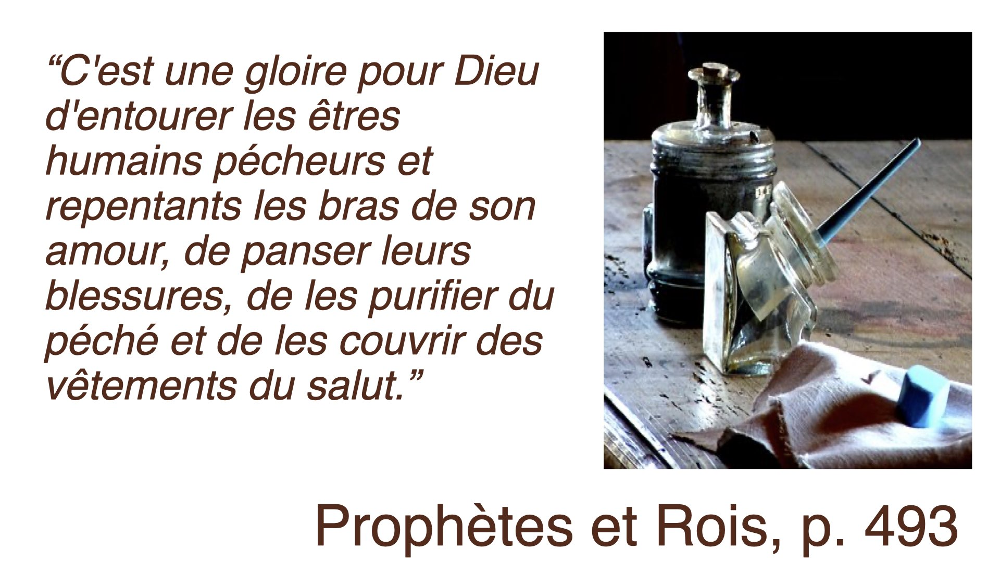 “C'est une gloire pour Dieu
d'entourer les êtres
humains pécheurs et
repentants les bras de son
amour, de panser leurs
blessures, de les purifier du
péché et de les couvrir des
vêtements du salut.”
Prophètes et Rois, p. 493